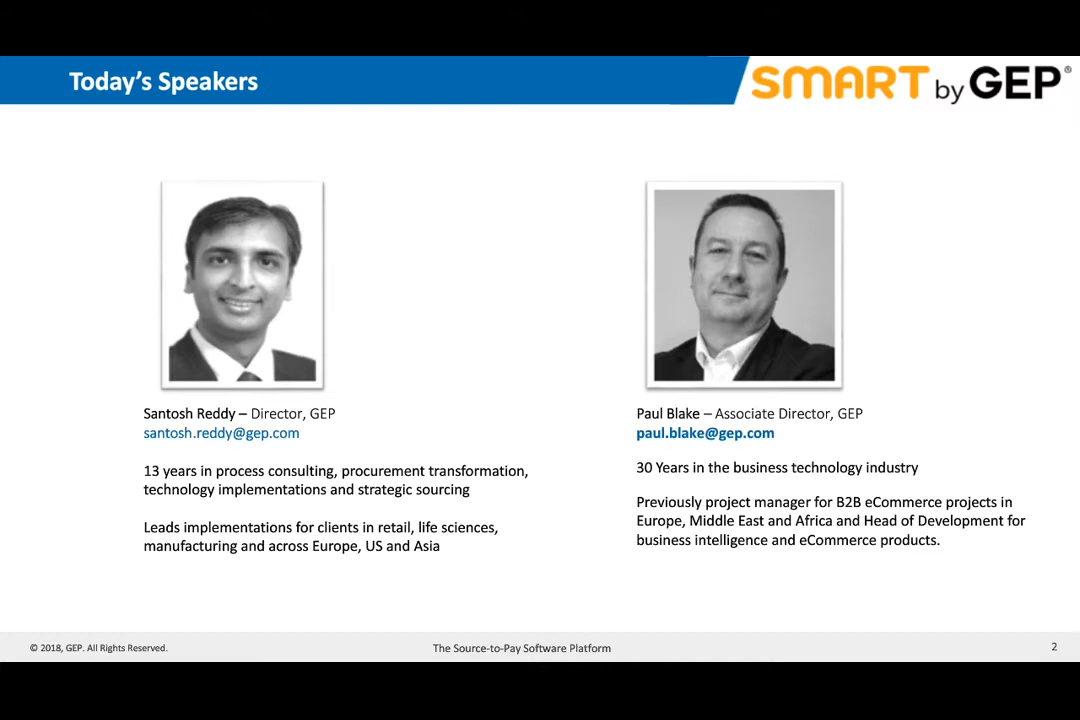 Today's Speakers
SMART by GEP®
Santosh Reddy – Director, GEP
santosh.reddy@gep.com
13 years in process consulting, procurement transformation,
technology implementations and strategic sourcing
Leads implementations for clients in retail, life sciences,
manufacturing and across Europe, US and Asia
Paul Blake – Associate Director, GEP
paul.blake@gep.com
30 Years in the business technology industry
Previously project manager for B2B eCommerce projects in
Europe, Middle East and Africa and Head of Development for
business intelligence and eCommerce products.
© 2018, GEP. All Rights Reserved.
The Source-to-Pay Software Platform
2